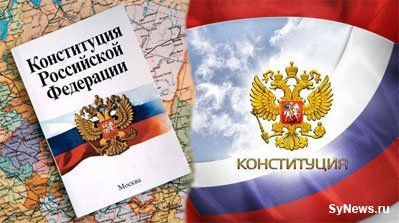 Конституция
Российской
Федерации
Москва
КОНСТИТУЦИЯ
SyNews.ru